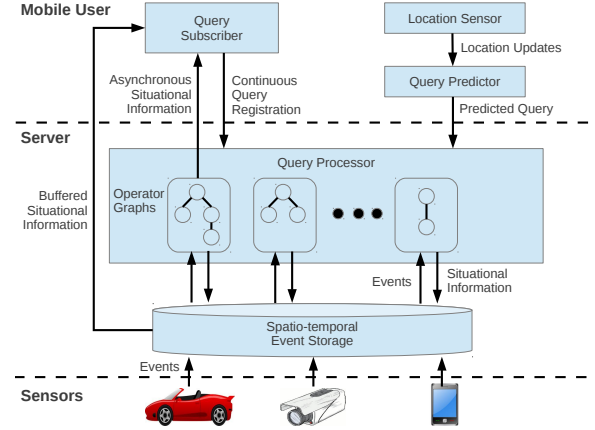 Mobile User
Query
Subscriber
Location Sensor
Location Updates
Query Predictor
Predicted Query
Asynchronous
Situational
Information
Continuous
Query
Registration
Server
Query Processor
Operator
Graphs
Buffered
Situational
Information
Events
Situational
Information
Spatio-temporal
Event Storage
Events
Sensors